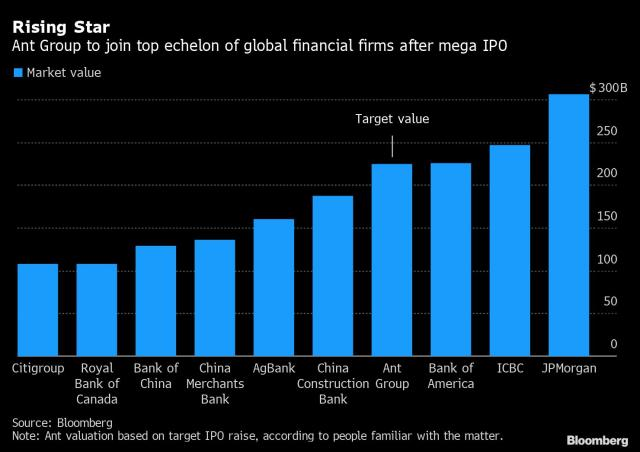 Rising Star
Ant Group to join top echelon of global financial firms after mega IPO
Market value
$300B
Target value
250
200
150
100
50
0
Citigroup
Royal
Bank of
Canada
Bank of
China
China
Merchants
Bank
AgBank
China
Construction
Bank
Ant
Group
Bank of
America
ICBC
JPMorgan
Source: Bloomberg
Note: Ant valuation based on target IPO raise, according to people familiar with the matter.
Bloomberg